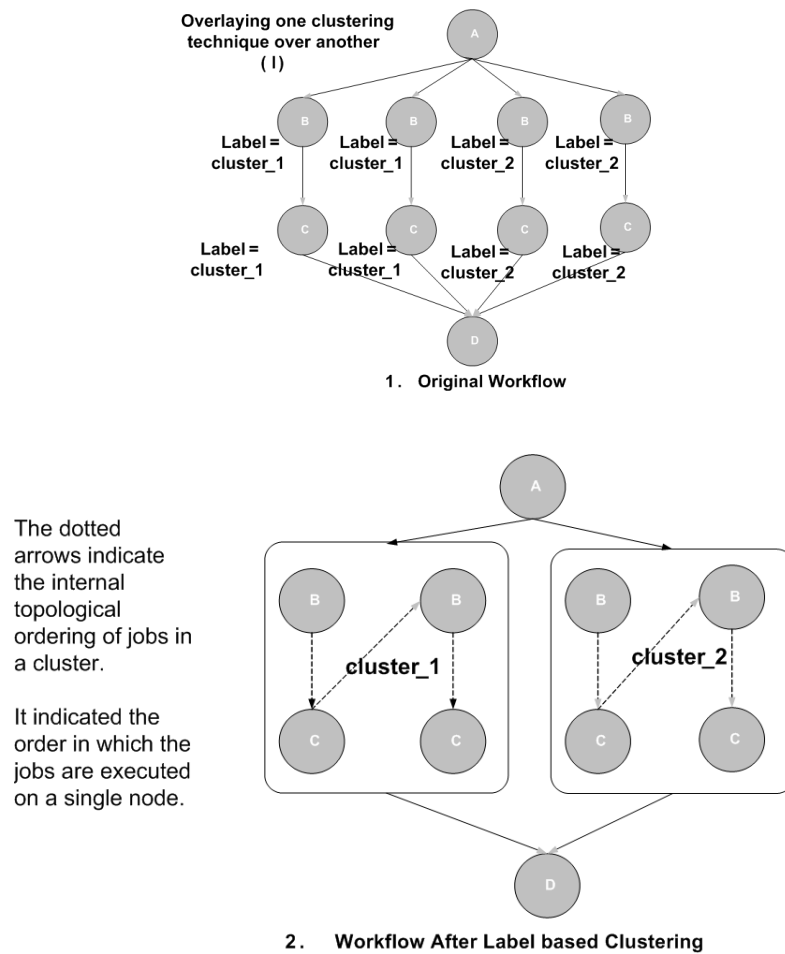 Overlaying one clustering
technique over another
( I )
A
B
B
B
B
Label =
cluster_1
Label =
cluster_1
Label =
cluster_2
Label =
cluster_2
C
C
C
C
Label =
cluster_1
Label =
cluster_1
Label =
cluster_2
Label =
cluster_2
D
1 . Original Workflow
The dotted
arrows indicate
the internal
topological
ordering of jobs in
a cluster.
It indicated the
order in which the
jobs are executed
on a single node.
A
B
B
cluster_1
C
C
B
B
cluster_2
C
C
D
2 . Workflow After Label based Clustering